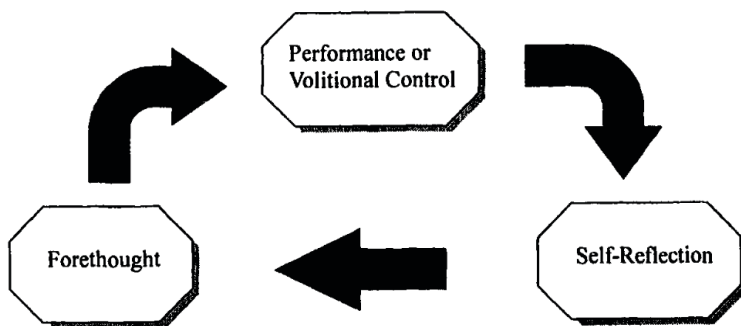 Performance or
Volitional Control
Forethought
Self-Reflection